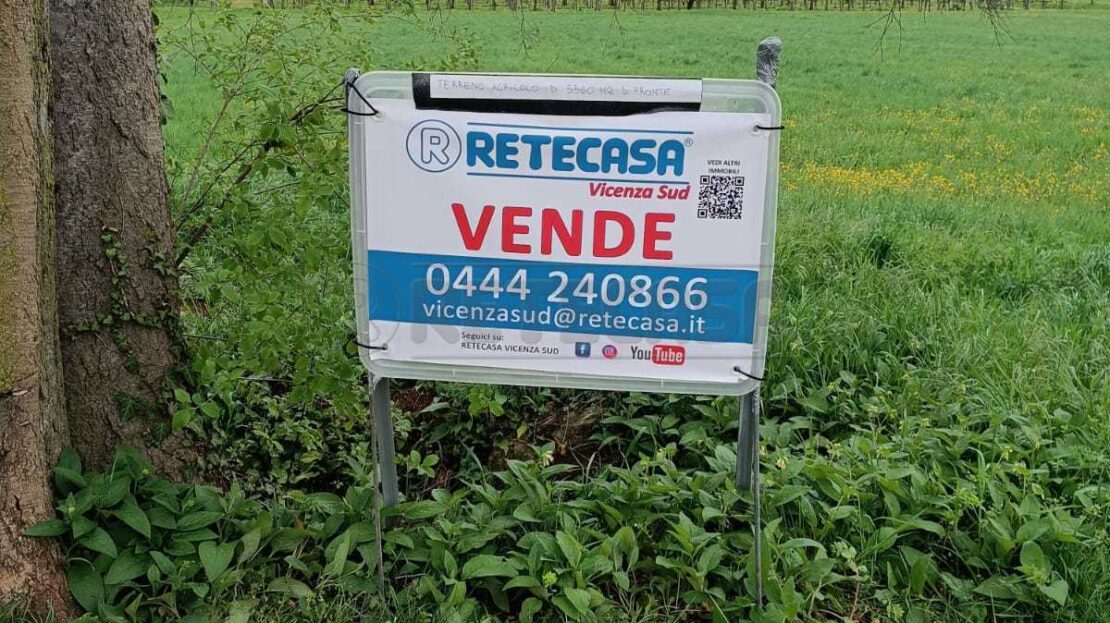 TERRENO AGRICOLO D 5560 MQ DI FRONTE
R RETECASA®
Vicenza Sud
VEDI ALTRI
IMMOBILI
VENDE
0444 240866
vicenzasud@retecasa.it
Seguici su:
RETECASA VICENZA SUD
f
YouTube
R RETECASA